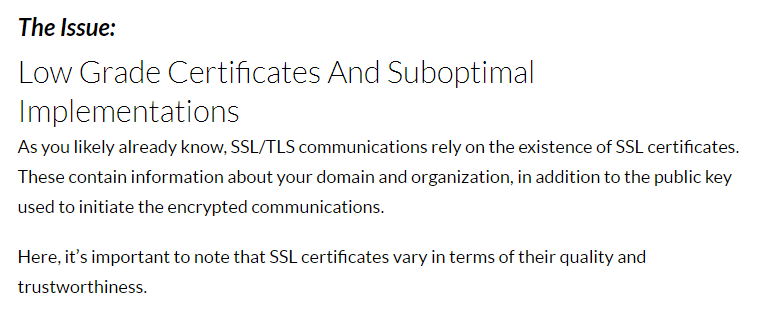 The Issue:
Low Grade Certificates And Suboptimal
Implementations
As you likely already know, SSL/TLS communications rely on the existence of SSL certificates.
These contain information about your domain and organization, in addition to the public key
used to initiate the encrypted communications.
Here, it’s important to note that SSL certificates vary in terms of their quality and
trustworthiness.